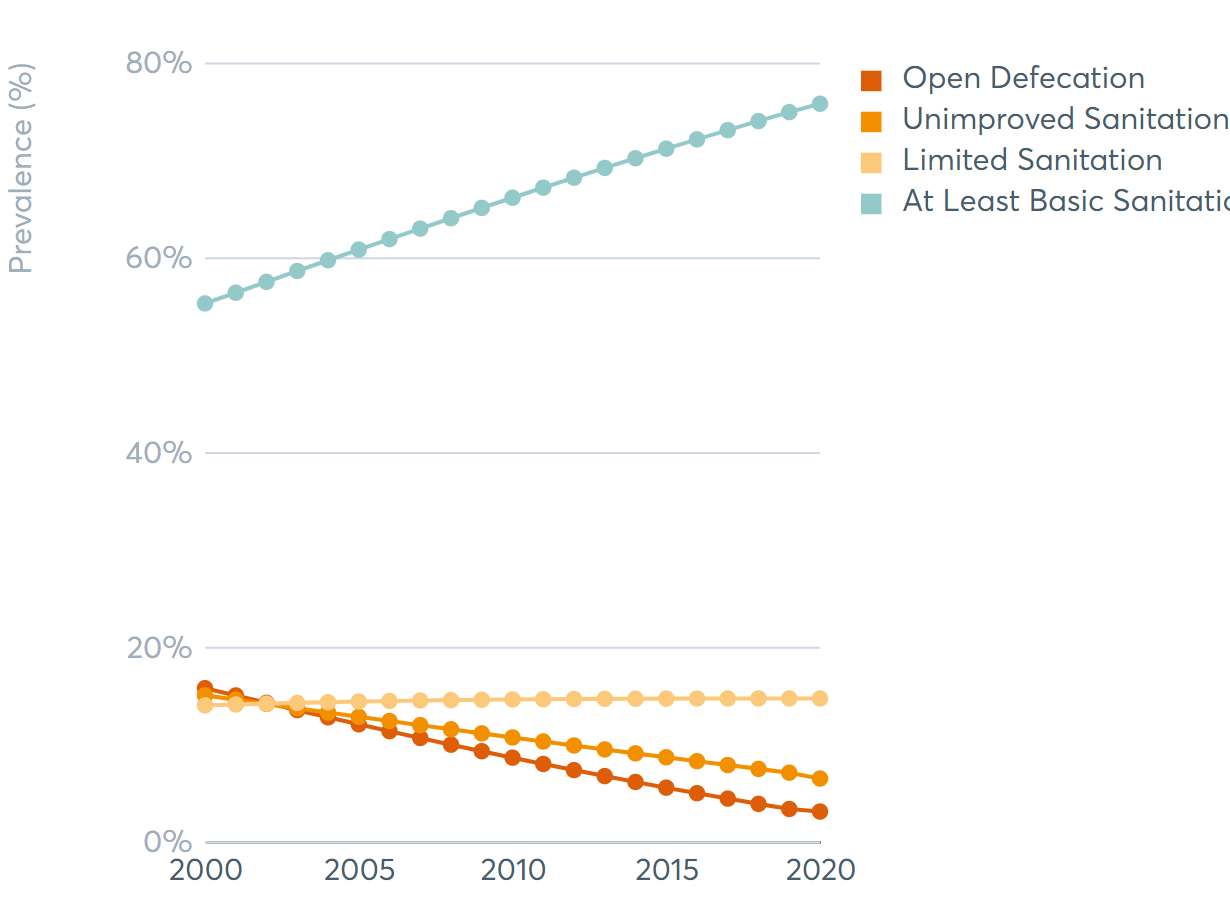 Prevalence (%)
80%
60%
40%
20%
0%
2000 2005 2010 2015 2020
Open Defecation
Unimproved Sanitation
Limited Sanitation
At Least Basic